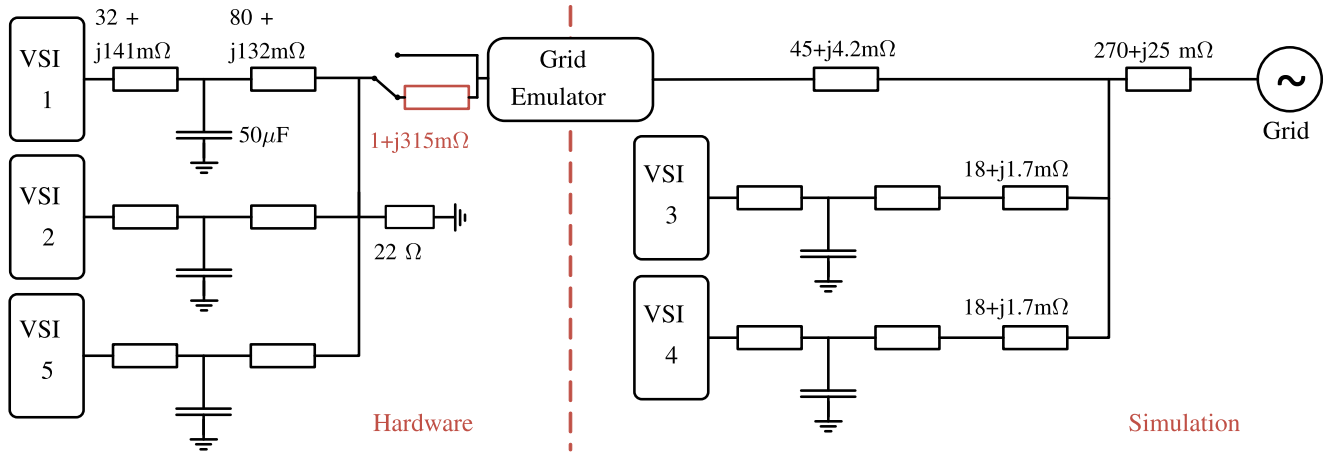 VSI
1
32 +
j141mΩ
80 +
j132mΩ
50μF
1+j315mΩ
Grid
Emulator
45+j4.2mΩ
270+j25 mΩ
~
Grid
VSI
2
22 Ω
VSI
3
18+j1.7mΩ
VSI
5
VSI
4
18+j1.7mΩ
Hardware
Simulation